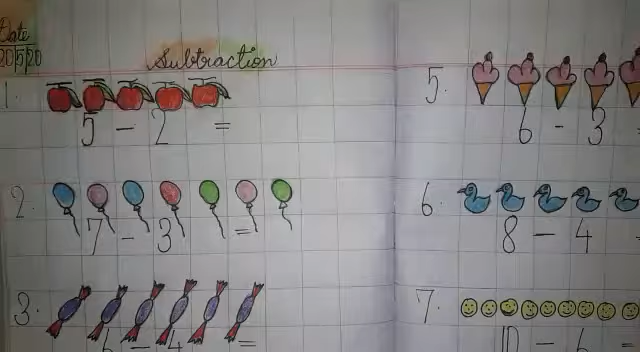 Date
20/5/20
Subtraction
1.
5 - 2 =
2.
7 - 3 =
3.
6 - 4 =
5.
6 - 3
6.
8 - 4
7.
10 - 6 =